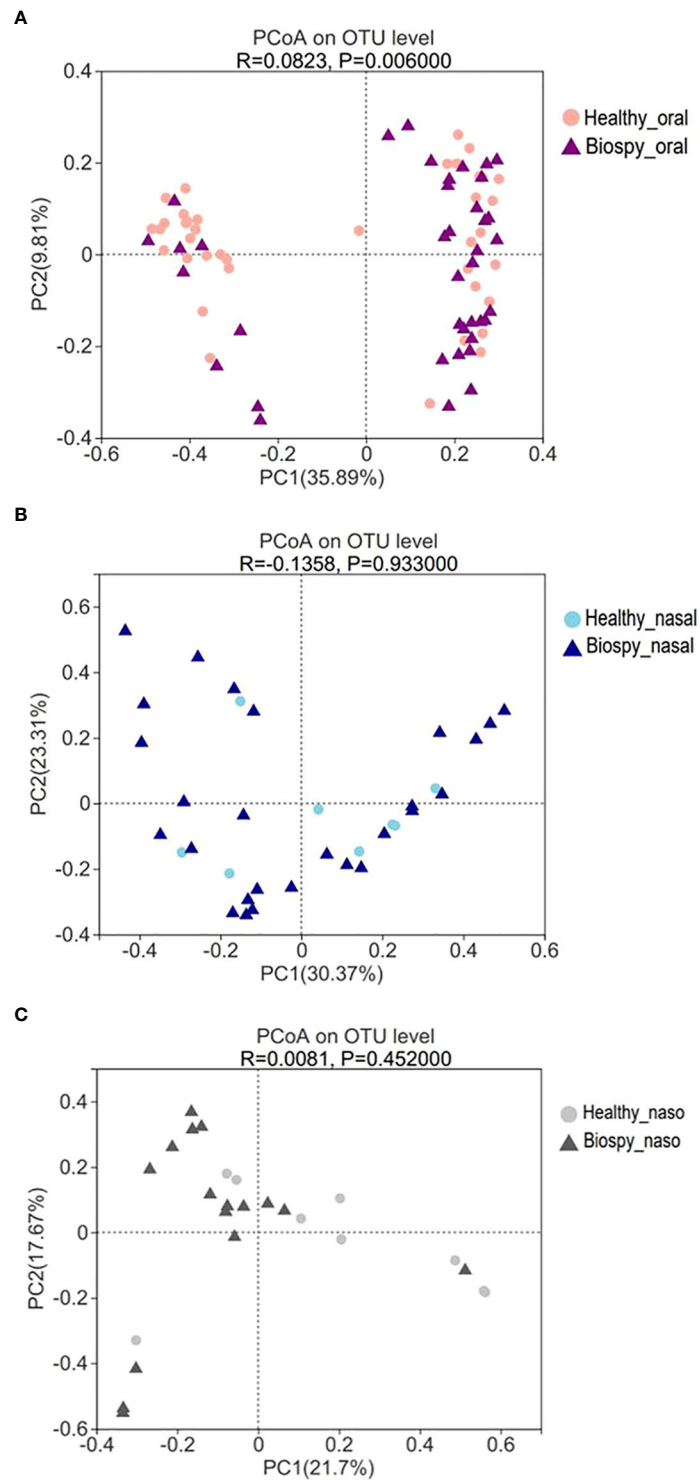 A
PCoA on OTU level
R=0.0823, P=0.006000
0.4
0.2
0
-0.2
-0.4
-0.6
-0.4
-0.2
0
0.2
0.4
PC2(9.81%)
PC1(35.89%)
Healthy_oral
Biospy_oral
B
PCoA on OTU level
R=-0.1358, P=0.933000
0.6
0.4
0.2
0
-0.2
-0.4
-0.4
-0.2
0
0.2
0.4
0.6
PC2(23.31%)
PC1(30.37%)
Healthy_nasal
Biospy_nasal
C
PCoA on OTU level
R=0.0081, P=0.452000
0.4
0.2
0
-0.2
-0.4
-0.6
-0.4
-0.2
0
0.2
0.4
0.6
PC2(17.67%)
PC1(21.7%)
Healthy_naso
Biospy_naso